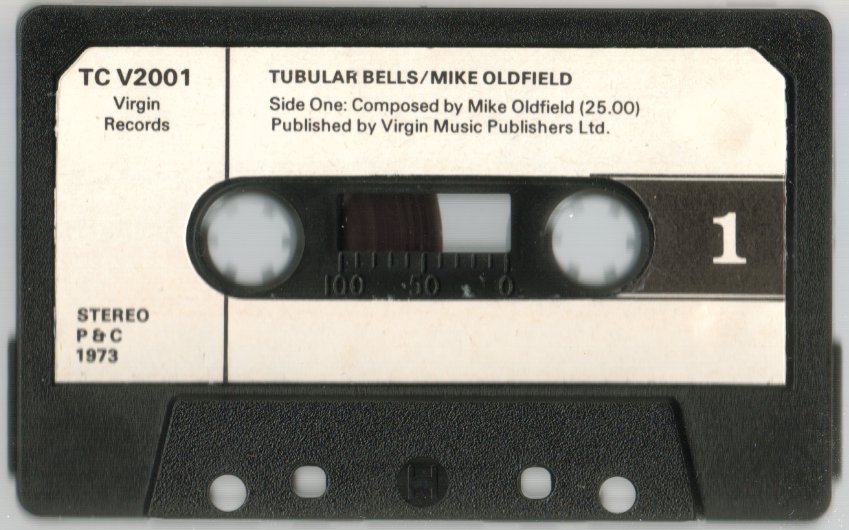 TC V2001
Virgin
Records
TUBULAR BELLS/MIKE OLDFIELD
Side One: Composed by Mike Oldfield (25.00)
Published by Virgin Music Publishers Ltd.
1
100 50 0
STEREO
P & C
1973